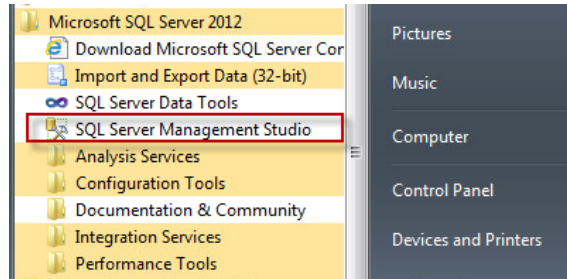 Microsoft SQL Server 2012
Download Microsoft SQL Server Cor
Import and Export Data (32-bit)
SQL Server Data Tools
SQL Server Management Studio
Analysis Services
Configuration Tools
Documentation & Community
Integration Services
Performance Tools
Pictures
Music
Computer
Control Panel
Devices and Printers